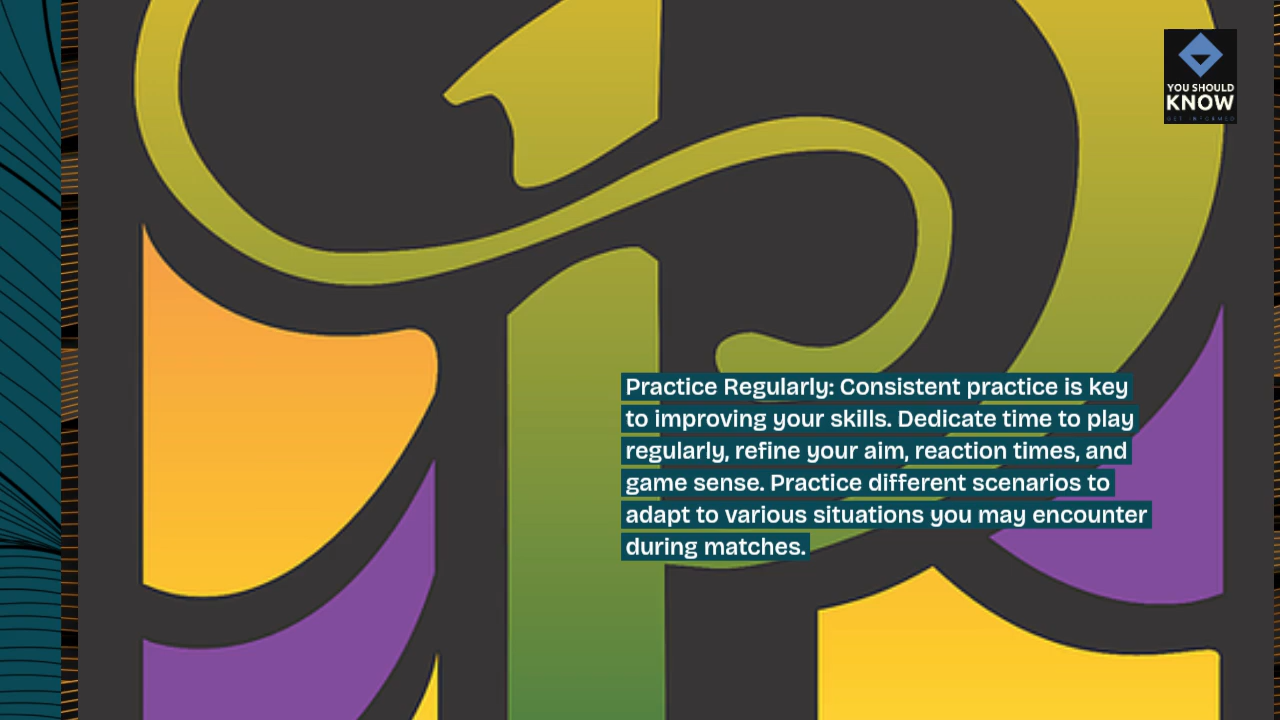 YOU SHOULD
KNOW
GET INFORMED
Practice Regularly: Consistent practice is key
to improving your skills. Dedicate time to play
regularly, refine your aim, reaction times, and
game sense. Practice different scenarios to
adapt to various situations you may encounter
during matches.